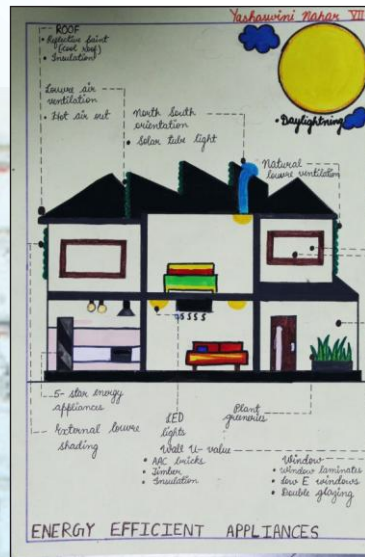 Yashaswini Nahar VII
ROOF
• Reflective paint
(cool roof)
• Insulation
Louvre air
ventilation
• Hot air out
North South
orientation
• Solar tube light
• Daylightning
Natural
louvre ventilation
5- star energy
appliances
External louvre
shading
LED
lights
Plant
greneries
Wall U- value
• AAC bricks
• Timber
• Insulation
Window
• Window laminates
• Low E windows
• Double glazing
ENERGY EFFICIENT APPLIANCES